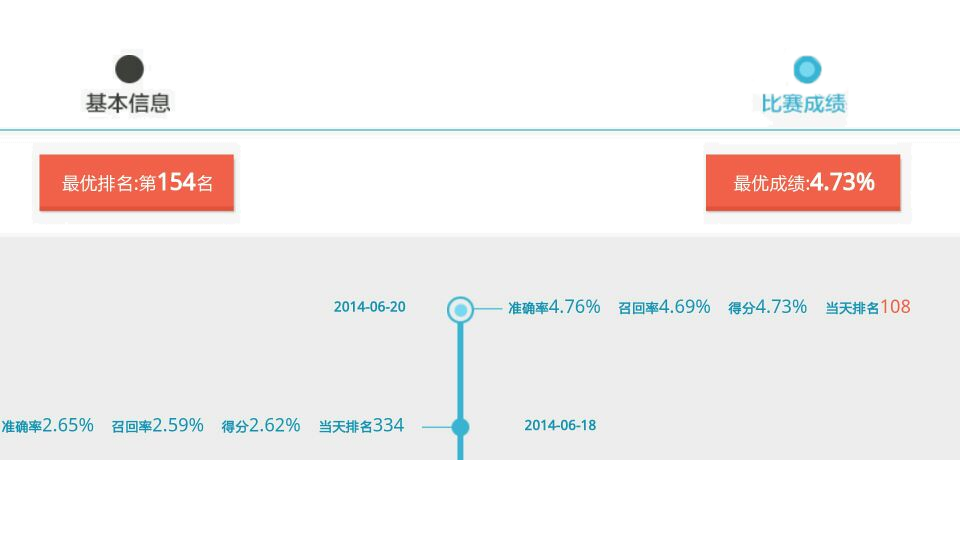 基本信息 比赛成绩
最优排名:第154名 最优成绩:4.73%
2014-06-20 准确率4.76% 召回率4.69% 得分4.73% 当天排名108
准确率2.65% 召回率2.59% 得分2.62% 当天排名334 2014-06-18